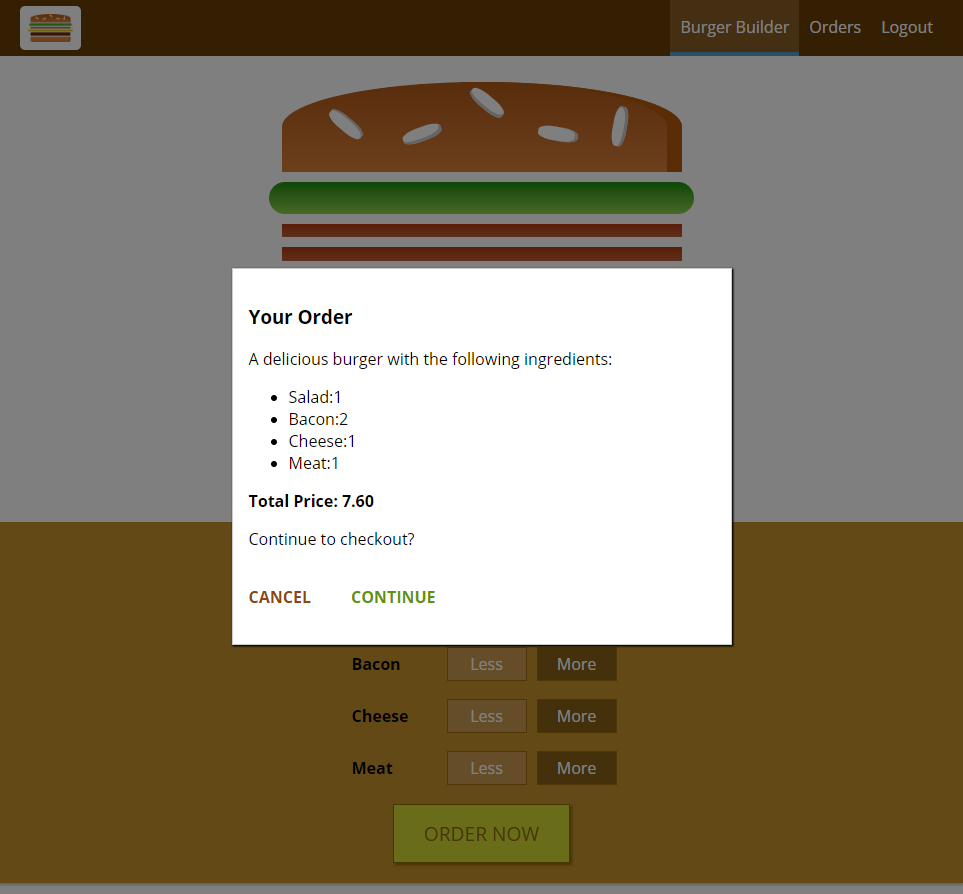 Burger Builder Orders Logout
Your Order
A delicious burger with the following ingredients:
Salad:1
Bacon:2
Cheese:1
Meat:1
Total Price: 7.60
Continue to checkout?
CANCEL CONTINUE
Bacon Less More
Cheese Less More
Meat Less More
ORDER NOW